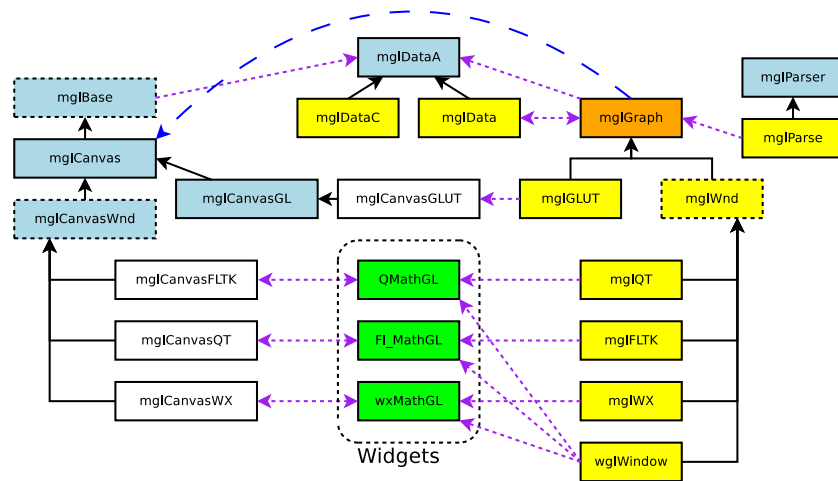 mglDataA
mglBase
mglParser
mglDataC
mglData
mglGraph
mglParse
mglCanvas
mglCanvasWnd
mglCanvasGL
mglCanvasGLUT
mglGLUT
mglWnd
mglCanvasFLTK
QMathGL
mglQT
mglCanvasQT
Fl_MathGL
mglFLTK
mglCanvasWX
wxMathGL
mglWX
Widgets
wglWindow